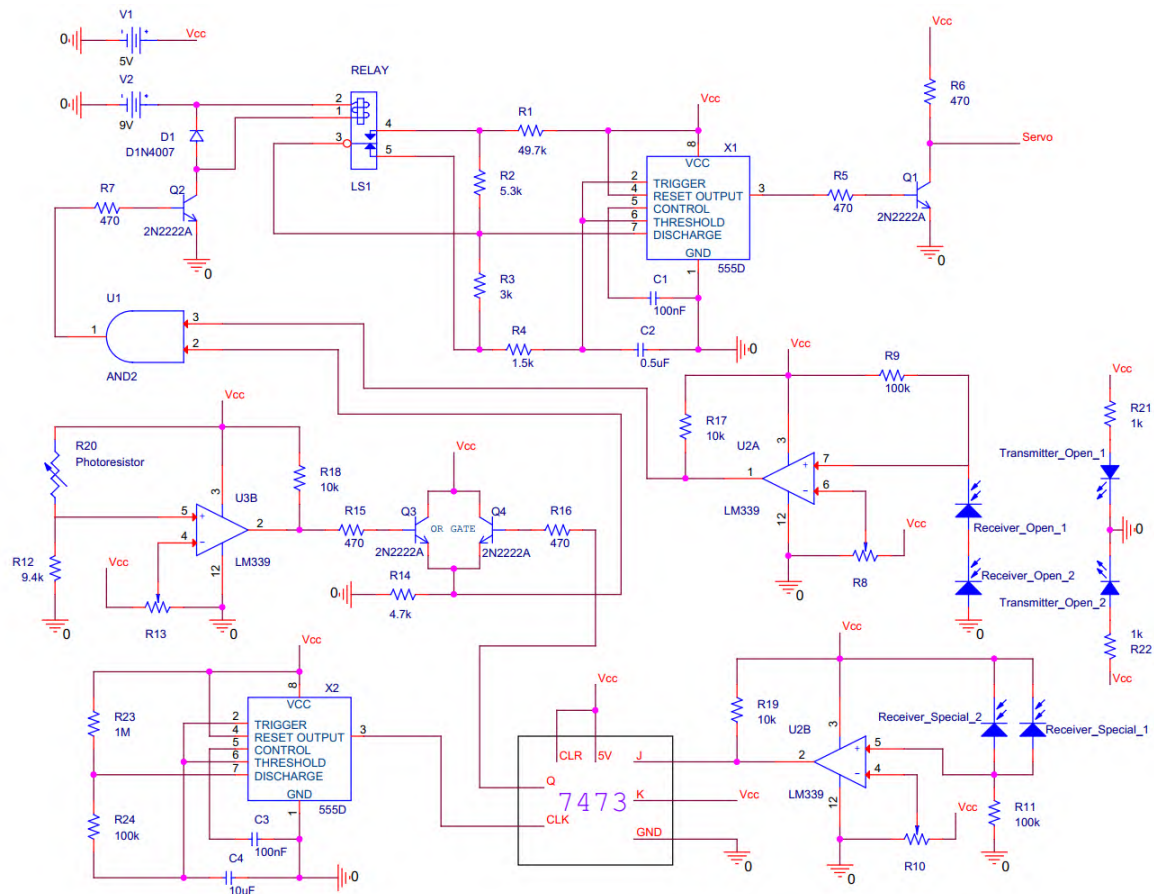 V1
Vcc
0
5V
V2
0
9V
D1
D1N4007
RELAY
2
1
3
4
5
LS1
R1
49.7k
R2
5.3k
R3
3k
R4
1.5k
Vcc
X1
8
VCC
2 TRIGGER
4 RESET OUTPUT 3
5 CONTROL
6 THRESHOLD
7 DISCHARGE
GND
1
555D
C1
100nF
C2
0.5uF
0
R5
470
Q1
2N2222A
0
Vcc
R6
470
Servo
R7
470
Q2
2N2222A
0
U1
1
3
2
AND2
Vcc
R20
Photoresistor
R12
9.4k
0
Vcc
R13
0
3
U3B
5
+
4
-
2
12
LM339
R18
10k
R15
470
Vcc
Q3
OR GATE
Q4
2N2222A
2N2222A
R16
470
R14
4.7k
0
Vcc
R17
10k
R9
100k
U2A
3
+
7
-
6
1
12
LM339
0
Vcc
R8
Receiver_Open_1
Receiver_Open_2
0
Vcc
R21
1k
Transmitter_Open_1
0
Transmitter_Open_2
1k
R22
Vcc
Vcc
R23
1M
R24
100k
X2
8
VCC
2 TRIGGER
4 RESET OUTPUT 3
5 CONTROL
6 THRESHOLD
7 DISCHARGE
GND
1
555D
C3
100nF
C4
10uF
0
Vcc
CLR
5V
J
Q
7473
K
Vcc
CLK
GND
0
Vcc
R19
10k
U2B
3
+
5
-
4
2
12
LM339
0
Vcc
R10
Receiver_Special_2
Receiver_Special_1
R11
100k
0